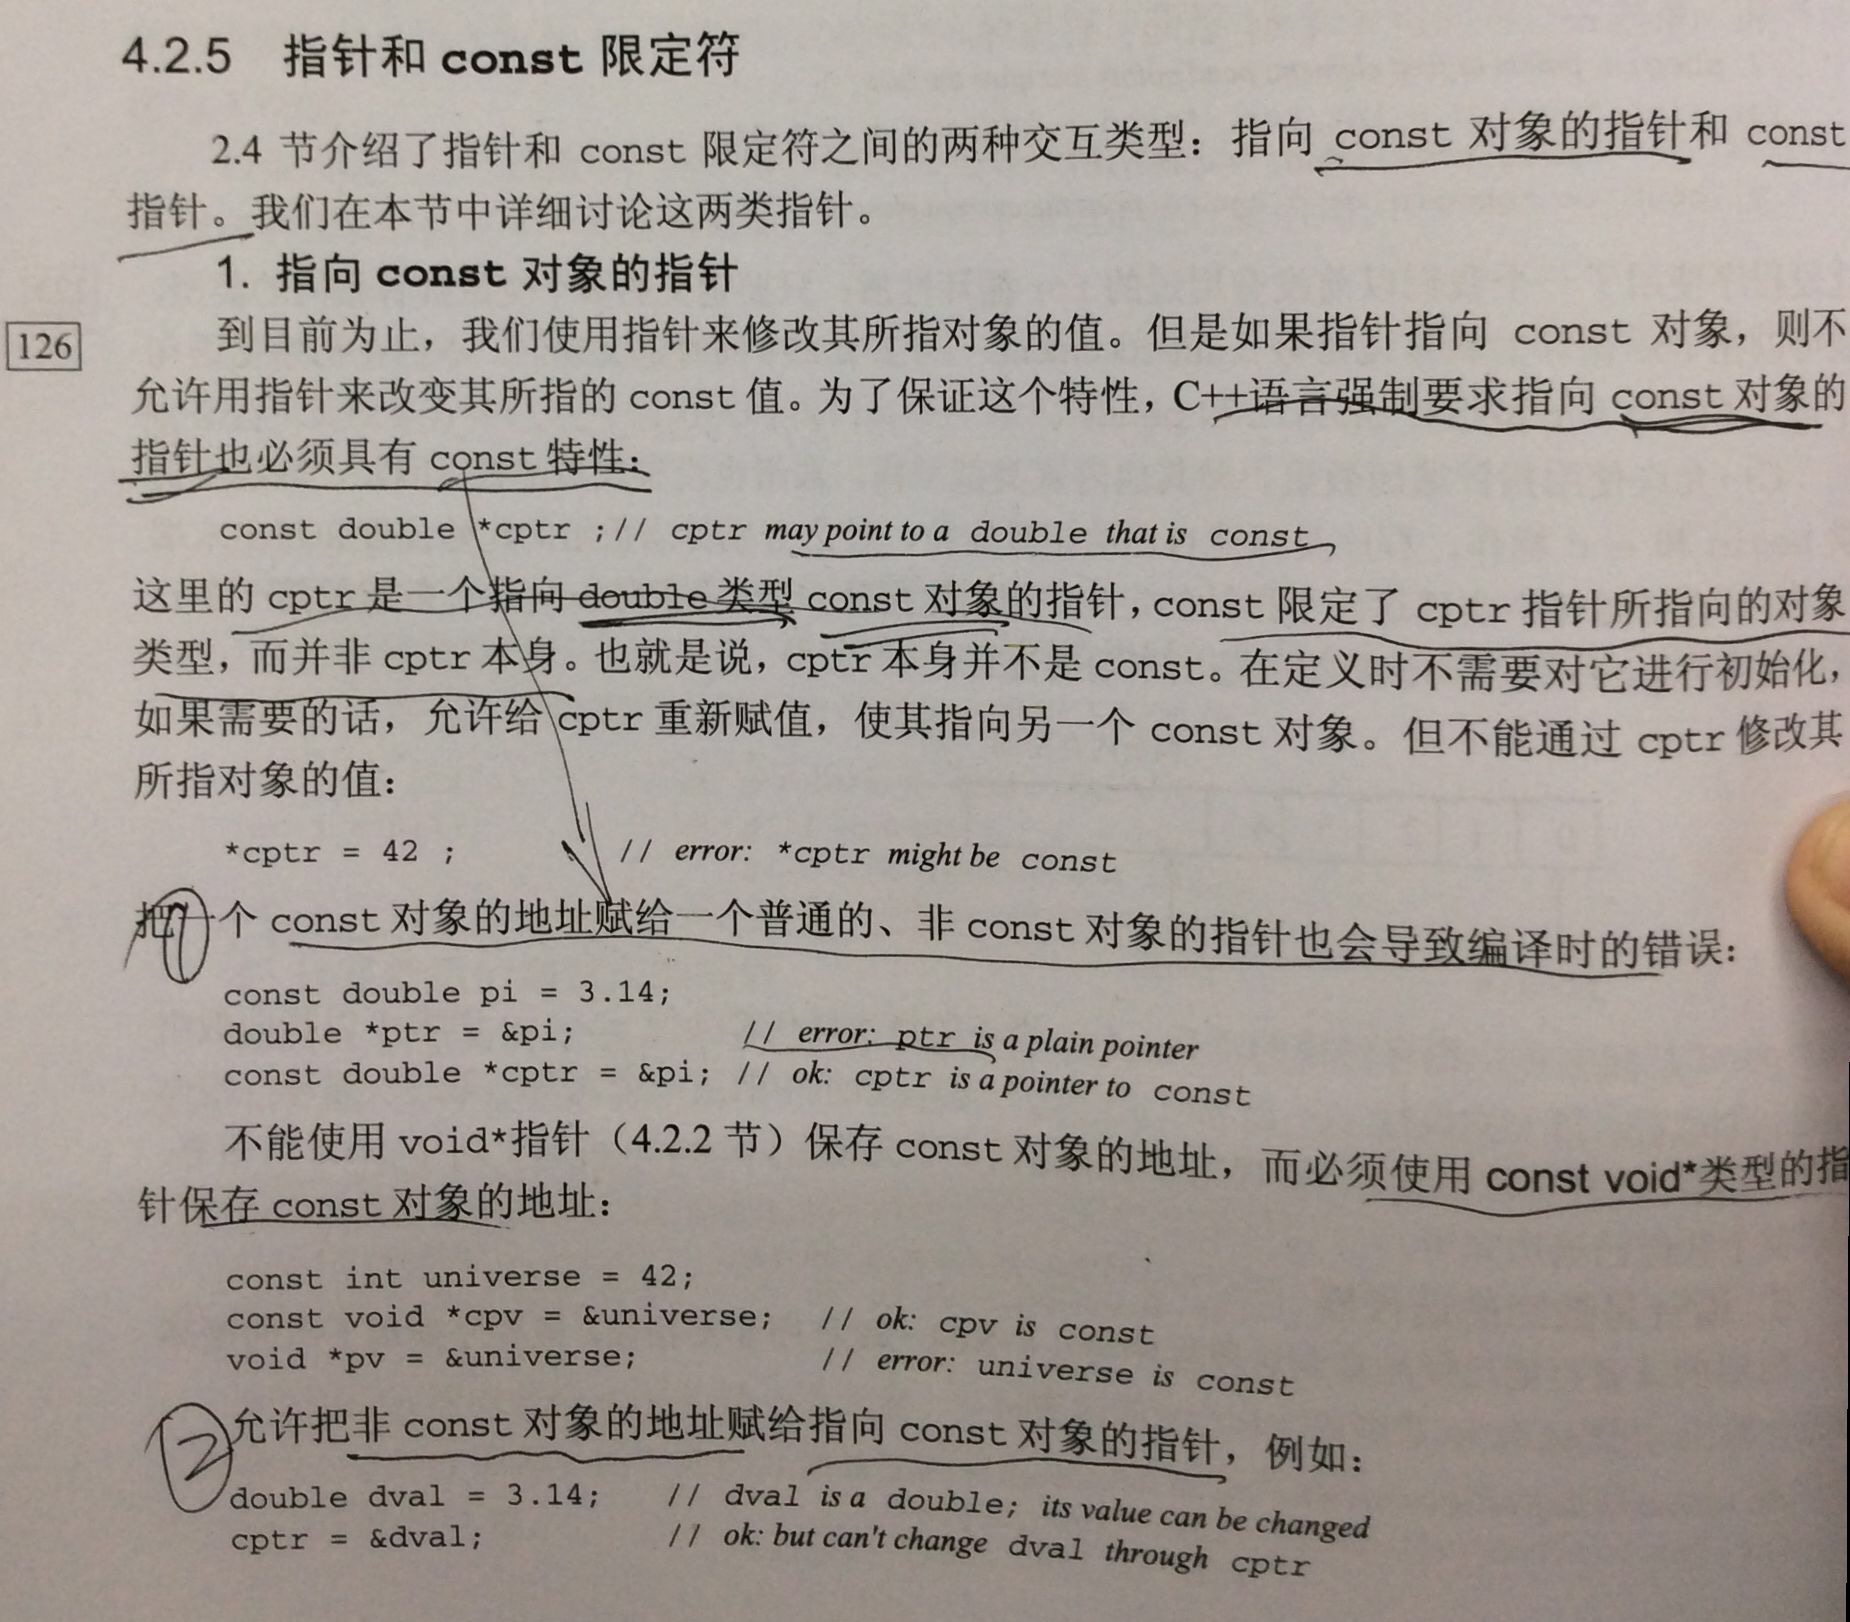 4.2.5 指针和 const 限定符
2.4 节介绍了指针和 const 限定符之间的两种交互类型：指向 const 对象的指针和 const
指针。我们在本节中详细讨论这两类指针。
1. 指向 const 对象的指针
126
到目前为止，我们使用指针来修改其所指对象的值。但是如果指针指向 const 对象，则不
允许用指针来改变其所指的 const 值。为了保证这个特性，C++语言强制要求指向 const 对象的
指针也必须具有 const 特性：
const double *cptr ;// cptr may point to a double that is const
这里的 cptr 是一个指向 double 类型 const 对象的指针，const 限定了 cptr 指针所指向的对象
类型，而并非 cptr 本身。也就是说，cptr 本身并不是 const。在定义时不需要对它进行初始化，
如果需要的话，允许给 cptr 重新赋值，使其指向另一个 const 对象。但不能通过 cptr 修改其
所指对象的值：
*cptr = 42 ; // error: *cptr might be const
把一个 const 对象的地址赋给一个普通的、非 const 对象的指针也会导致编译时的错误：
1
const double pi = 3.14;
double *ptr = &pi; // error: ptr is a plain pointer
const double *cptr = &pi; // ok: cptr is a pointer to const
不能使用 void*指针（4.2.2 节）保存 const 对象的地址，而必须使用 const void*类型的指
针保存 const 对象的地址：
const int universe = 42;
const void *cpv = &universe; // ok: cpv is const
void *pv = &universe; // error: universe is const
2
允许把非 const 对象的地址赋给指向 const 对象的指针，例如：
double dval = 3.14; // dval is a double; its value can be changed
cptr = &dval; // ok: but can't change dval through cptr